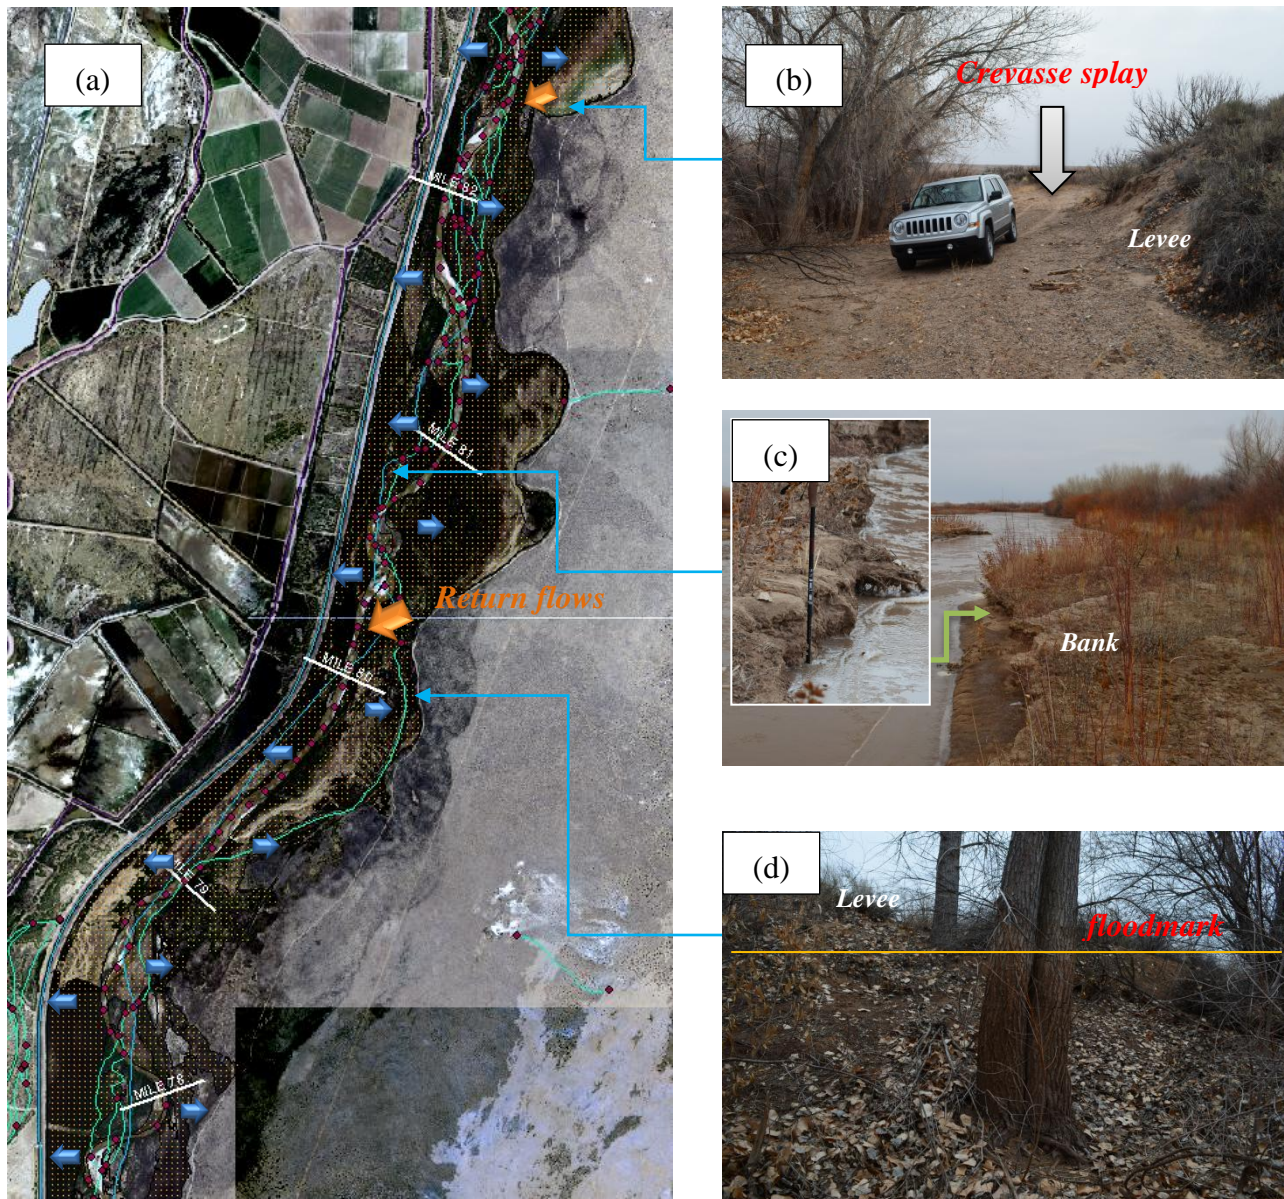 (a)
MILE 82
MILE 81
Return flows
MILE 80
MILE 79
MILE 78
(b)
Crevasse splay
Levee
(c)
Bank
(d)
Levee
floodmark